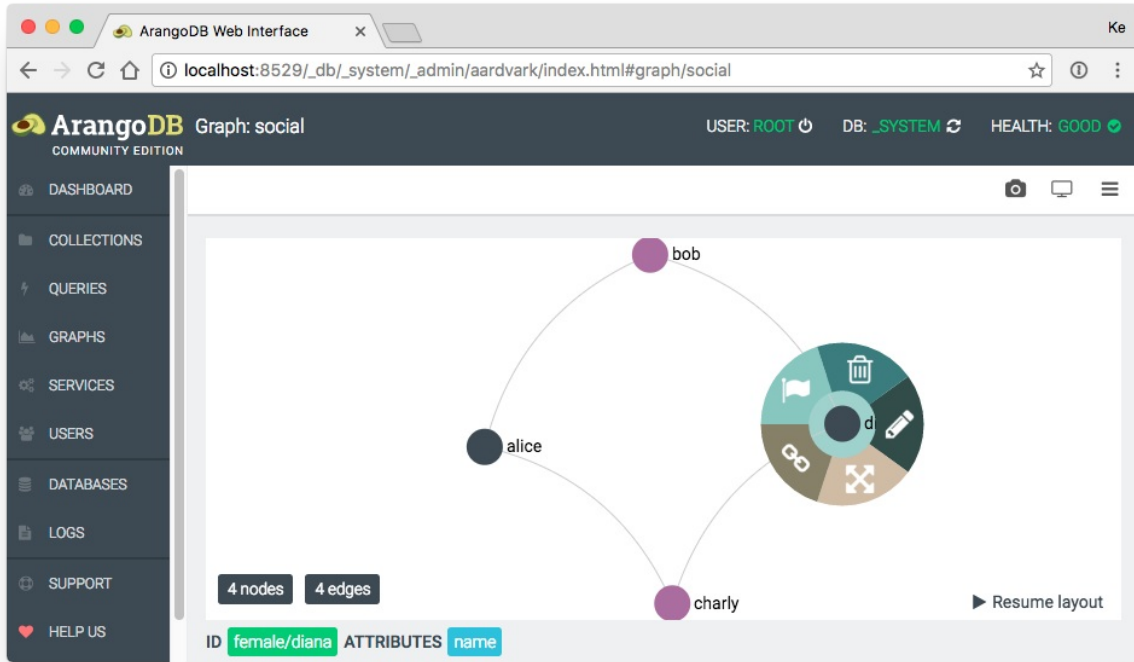 ArangoDB Web Interface
Ke
localhost:8529/_db/_system/_admin/aardvark/index.html#graph/social
ArangoDB Graph: social USER: ROOT DB: _SYSTEM HEALTH: GOOD
COMMUNITY EDITION
DASHBOARD
COLLECTIONS
QUERIES
GRAPHS
SERVICES
USERS
DATABASES
LOGS
SUPPORT
HELP US
bob
alice
charly
4 nodes 4 edges
Resume layout
ID female/diana ATTRIBUTES name